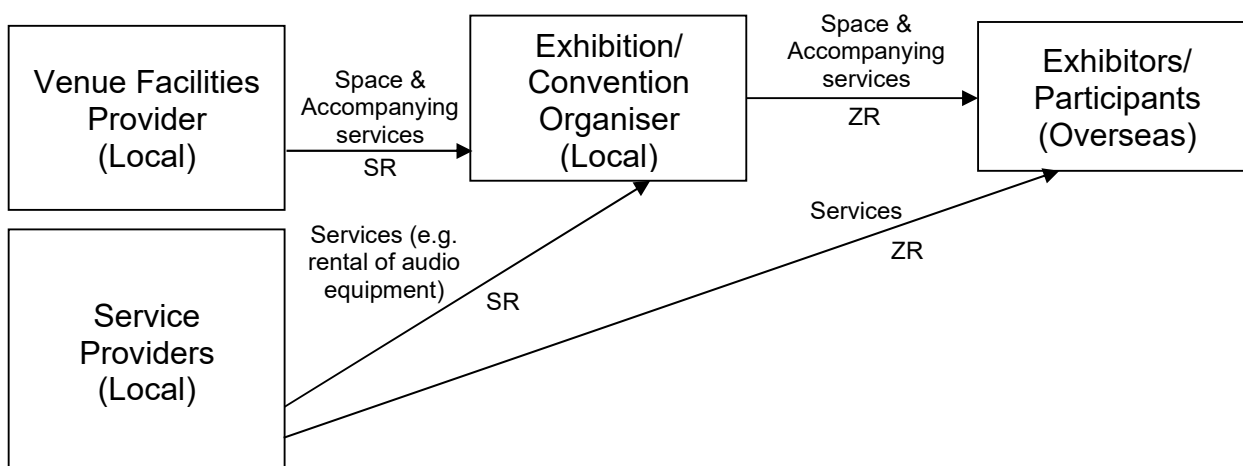 Venue Facilities
Provider
(Local)
Space &
Accompanying
services
SR
Exhibition/
Convention
Organiser
(Local)
Space &
Accompanying
services
ZR
Exhibitors/
Participants
(Overseas)
Service
Providers
(Local)
Services (e.g.
rental of audio
equipment)
SR
Services
ZR